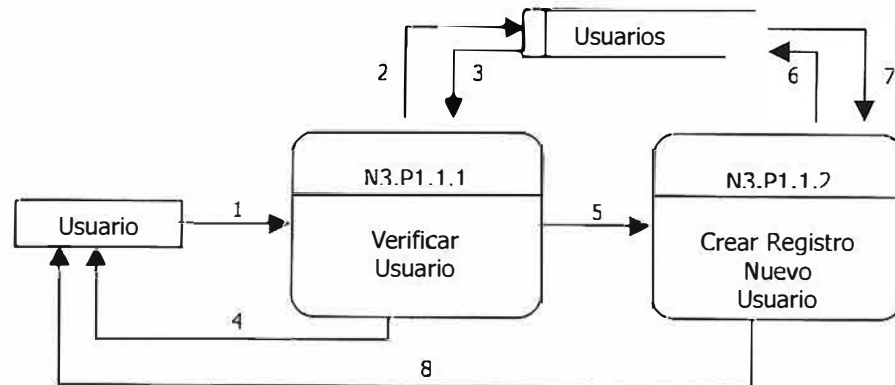 Usuarios
2
3
6
7
N3.P1.1.1
N3.P1.1.2
Usuario
1
Verificar
Usuario
5
Crear Registro
Nuevo
Usuario
4
8